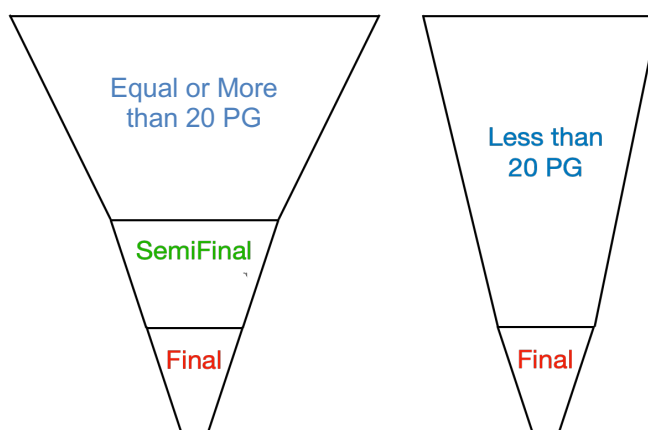 Equal or More
than 20 PG
SemiFinal
Final
Less than
20 PG
Final